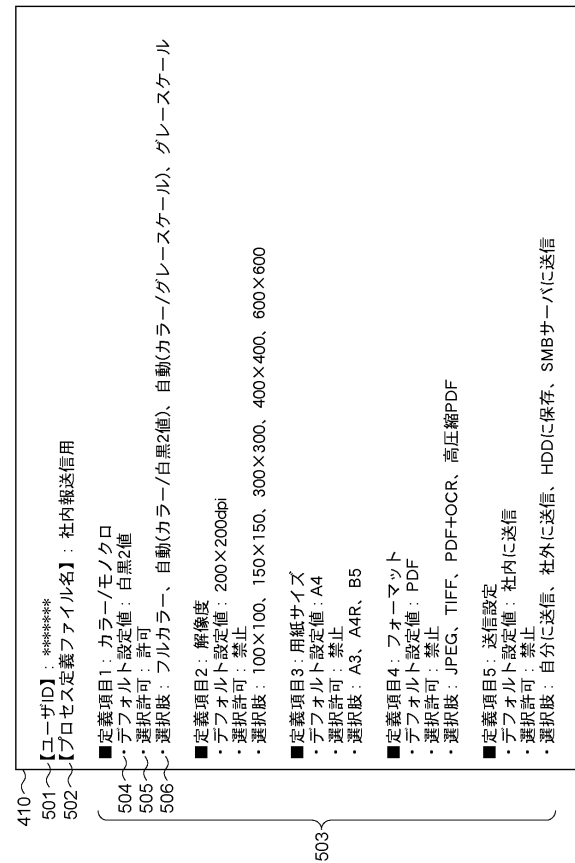 410
501 【ユーザID】: *******
502 【プロセス定義ファイル名】: 社内報送信用
503
■定義項目1: カラー/モノクロ
504 ・デフォルト設定値: 白黒2値
505 ・選択許可: 許可
506 ・選択肢: フルカラー、自動(カラー/白黒2値)、自動(カラー/グレースケール)、グレースケール
■定義項目2: 解像度
・デフォルト設定値: 200×200dpi
・選択許可: 禁止
・選択肢: 100×100、150×150、300×300、400×400、600×600
■定義項目3: 用紙サイズ
・デフォルト設定値: A4
・選択許可: 禁止
・選択肢: A3、A4R、B5
■定義項目4: フォーマット
・デフォルト設定値: PDF
・選択許可: 禁止
・選択肢: JPEG、TIFF、PDF+OCR、高圧縮PDF
■定義項目5: 送信設定
・デフォルト設定値: 社内に送信
・選択許可: 禁止
・選択肢: 自分に送信、社外に送信、HDDに保存、SMBサーバに送信